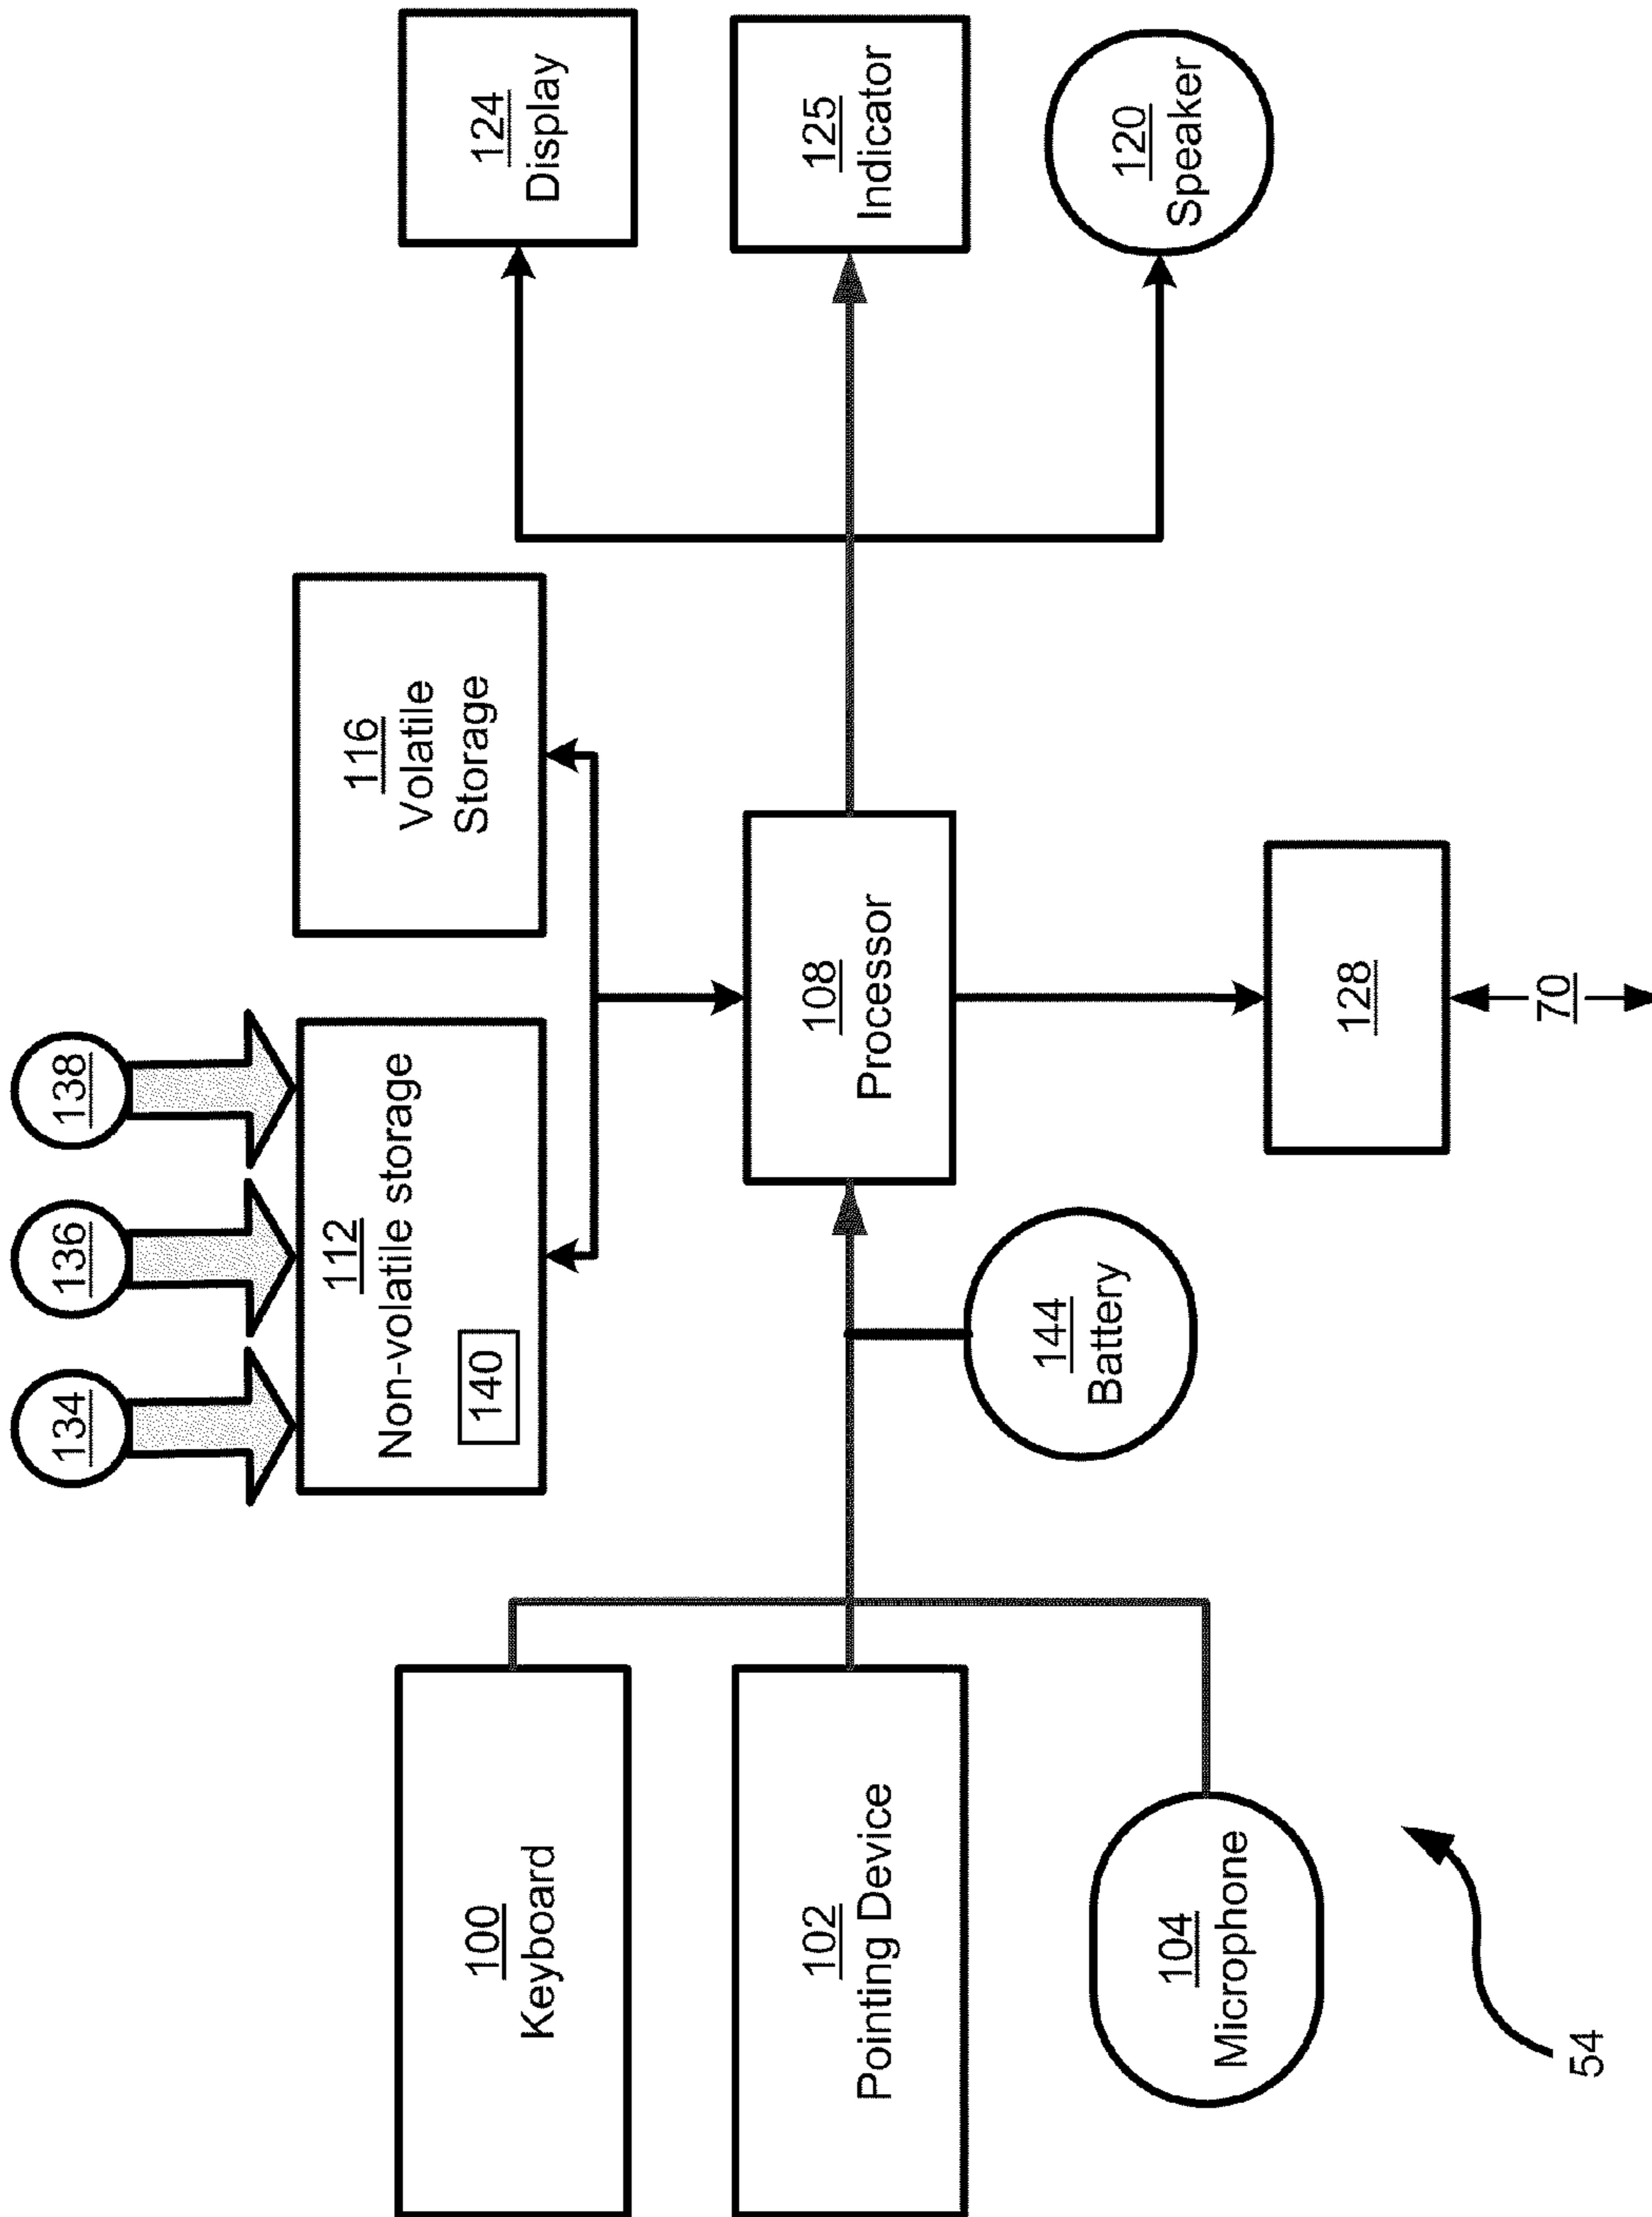 134
136
138
112
Non-volatile storage
140
116
Volatile
Storage
124
Display
100
Keyboard
102
Pointing Device
108
Processor
125
Indicator
144
Battery
104
Microphone
120
Speaker
128
70
54